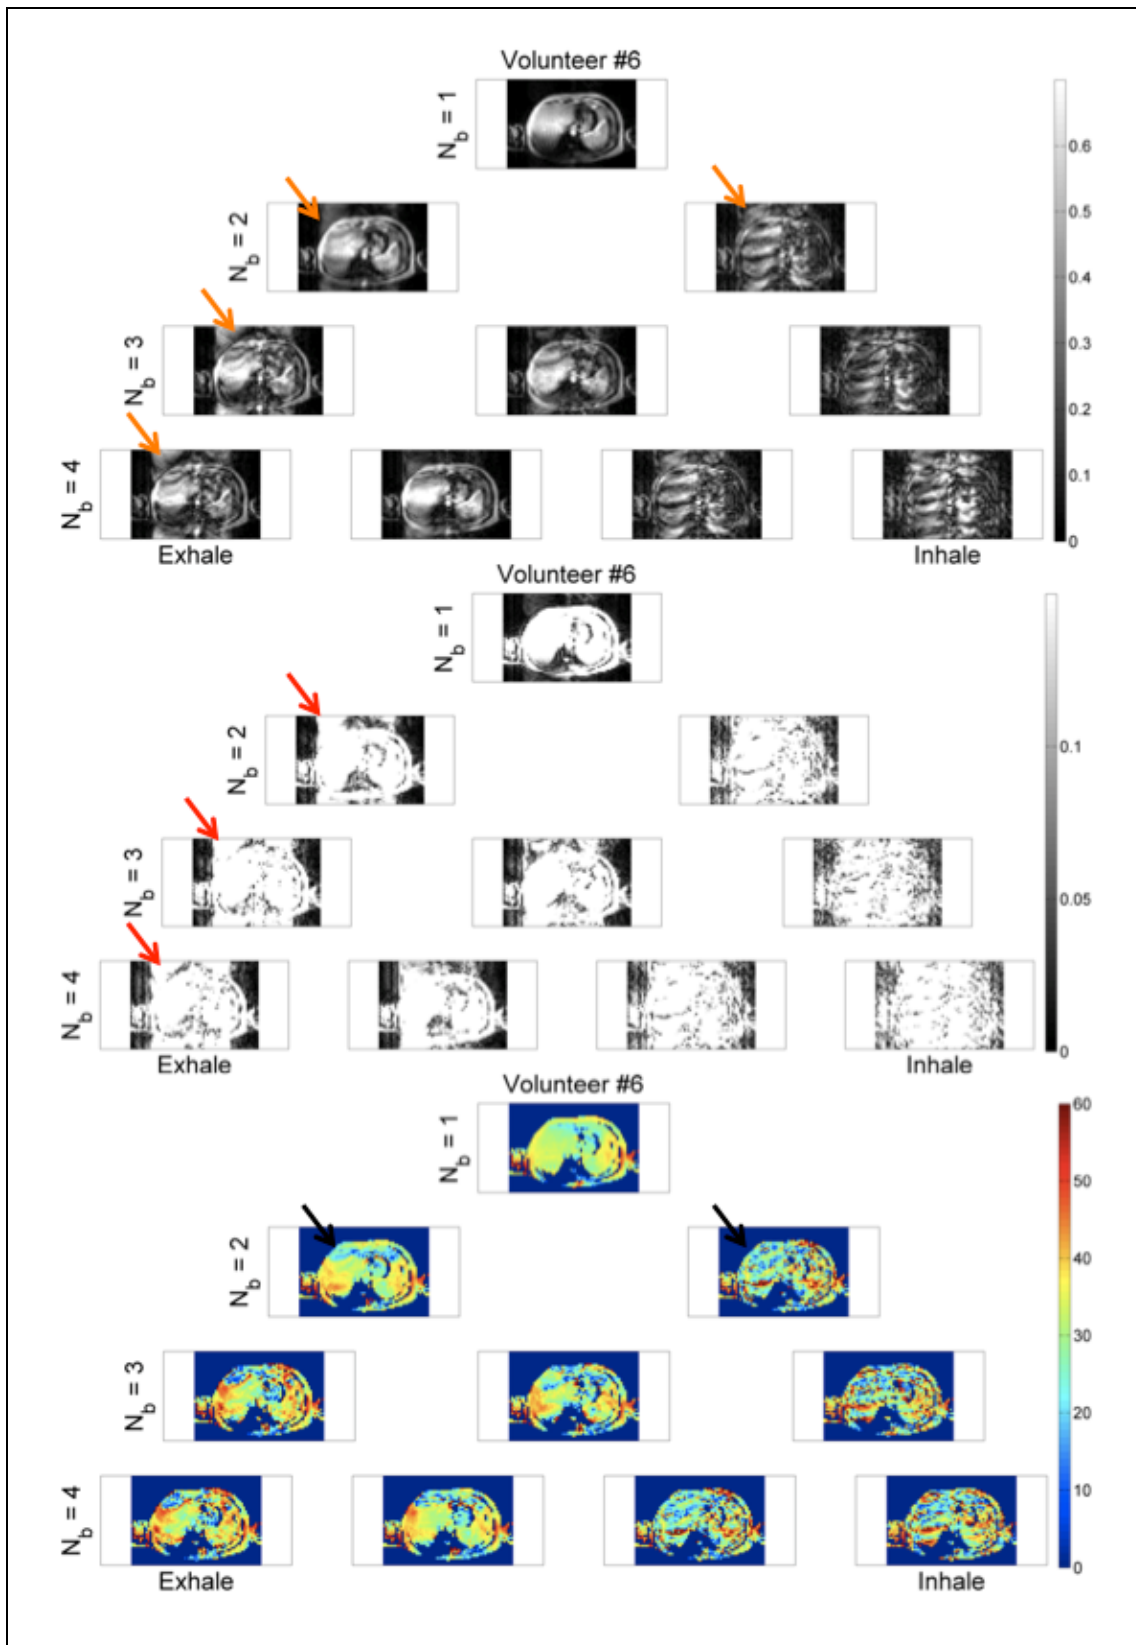 Volunteer #6
N_b = 1
N_b = 2
N_b = 3
N_b = 4
Exhale
Inhale
0.6
0.5
0.4
0.3
0.2
0.1
0
Volunteer #6
N_b = 1
N_b = 2
N_b = 3
N_b = 4
Exhale
Inhale
0.1
0.05
0
Volunteer #6
N_b = 1
N_b = 2
N_b = 3
N_b = 4
Exhale
Inhale
60
50
40
30
20
10
0